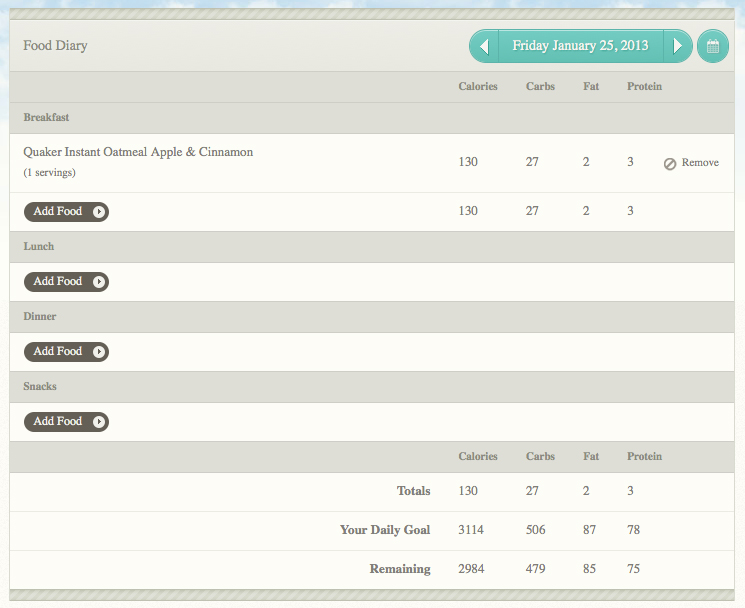 Food Diary
Friday January 25, 2013
Calories Carbs Fat Protein
Breakfast
Quaker Instant Oatmeal Apple & Cinnamon
(1 servings)
130 27 2 3 Remove
Add Food 130 27 2 3
Lunch
Add Food
Dinner
Add Food
Snacks
Add Food
Calories Carbs Fat Protein
Totals 130 27 2 3
Your Daily Goal 3114 506 87 78
Remaining 2984 479 85 75